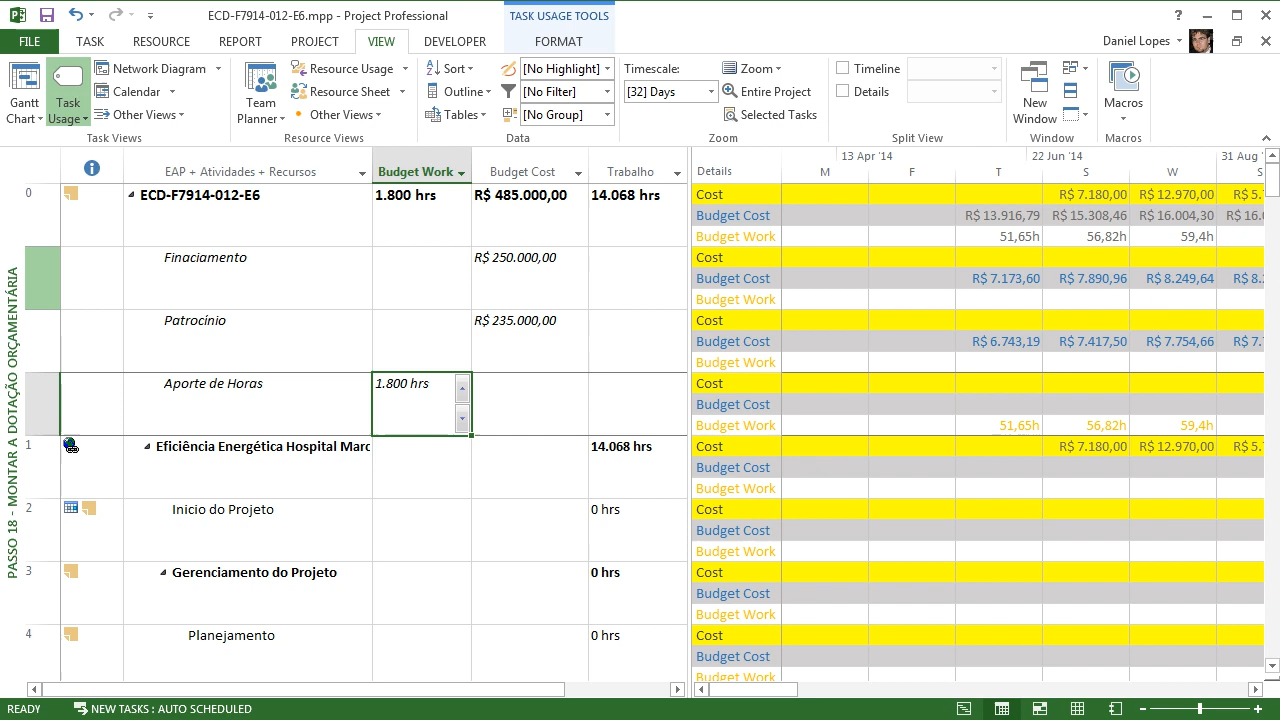 ECD-F7914-012-E6.mpp - Project Professional
TASK USAGE TOOLS
FILE TASK RESOURCE REPORT PROJECT VIEW DEVELOPER FORMAT
Daniel Lopes
Gantt Chart
Task Usage
Network Diagram
Calendar
Other Views
Task Views
Team Planner
Resource Usage
Resource Sheet
Other Views
Resource Views
Sort
Outline
Tables
[No Highlight]
[No Filter]
[No Group]
Data
Timescale:
[32] Days
Zoom
Entire Project
Selected Tasks
Zoom
Timeline
Details
Split View
New Window
Window
Macros
Macros
PASSO 18 - MONTAR A DOTAÇÃO ORÇAMENTÁRIA
EAP + Atividades + Recursos Budget Work Budget Cost Trabalho
0 ECD-F7914-012-E6 1.800 hrs R$ 485.000,00 14.068 hrs
Finaciamento R$ 250.000,00
Patrocínio R$ 235.000,00
Aporte de Horas 1.800 hrs
1 Eficiência Energética Hospital Marc 14.068 hrs
2 Inicio do Projeto 0 hrs
3 Gerenciamento do Projeto 0 hrs
4 Planejamento 0 hrs
13 Apr '14 22 Jun '14 31 Aug '
Details M F T S W S
Cost R$ 7.180,00 R$ 12.970,00 R$ 5.7
Budget Cost R$ 13.916,79 R$ 15.308,46 R$ 16.004,30 R$ 16.
Budget Work 51,65h 56,82h 59,4h
Cost
Budget Cost R$ 7.173,60 R$ 7.890,96 R$ 8.249,64 R$ 8.
Budget Work
Cost
Budget Cost R$ 6.743,19 R$ 7.417,50 R$ 7.754,66 R$ 7.
Budget Work
Cost
Budget Cost
Budget Work 51,65h 56,82h 59,4h
Cost R$ 7.180,00 R$ 12.970,00 R$ 5.7
Budget Cost
Budget Work
Cost
Budget Cost
Budget Work
Cost
Budget Cost
Budget Work
Cost
Budget Cost
Budget Work
READY NEW TASKS : AUTO SCHEDULED